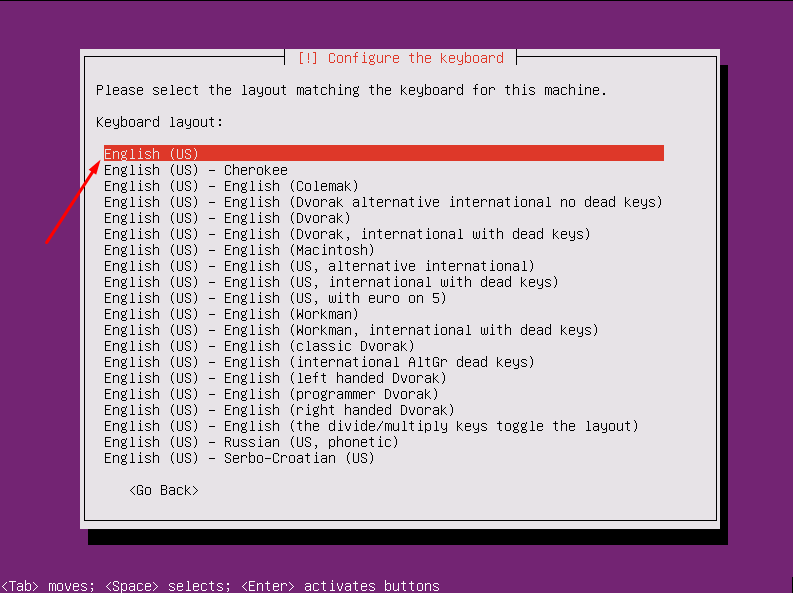 [!] Configure the keyboard
Please select the layout matching the keyboard for this machine.
Keyboard layout:
English (US)
English (US) - Cherokee
English (US) - English (Colemak)
English (US) - English (Dvorak alternative international no dead keys)
English (US) - English (Dvorak)
English (US) - English (Dvorak, international with dead keys)
English (US) - English (Macintosh)
English (US) - English (US, alternative international)
English (US) - English (US, international with dead keys)
English (US) - English (US, with euro on 5)
English (US) - English (Workman)
English (US) - English (Workman, international with dead keys)
English (US) - English (classic Dvorak)
English (US) - English (international AltGr dead keys)
English (US) - English (left handed Dvorak)
English (US) - English (programmer Dvorak)
English (US) - English (right handed Dvorak)
English (US) - English (the divide/multiply keys toggle the layout)
English (US) - Russian (US, phonetic)
English (US) - Serbo-Croatian (US)
<Go Back>
<Tab> moves; <Space> selects; <Enter> activates buttons